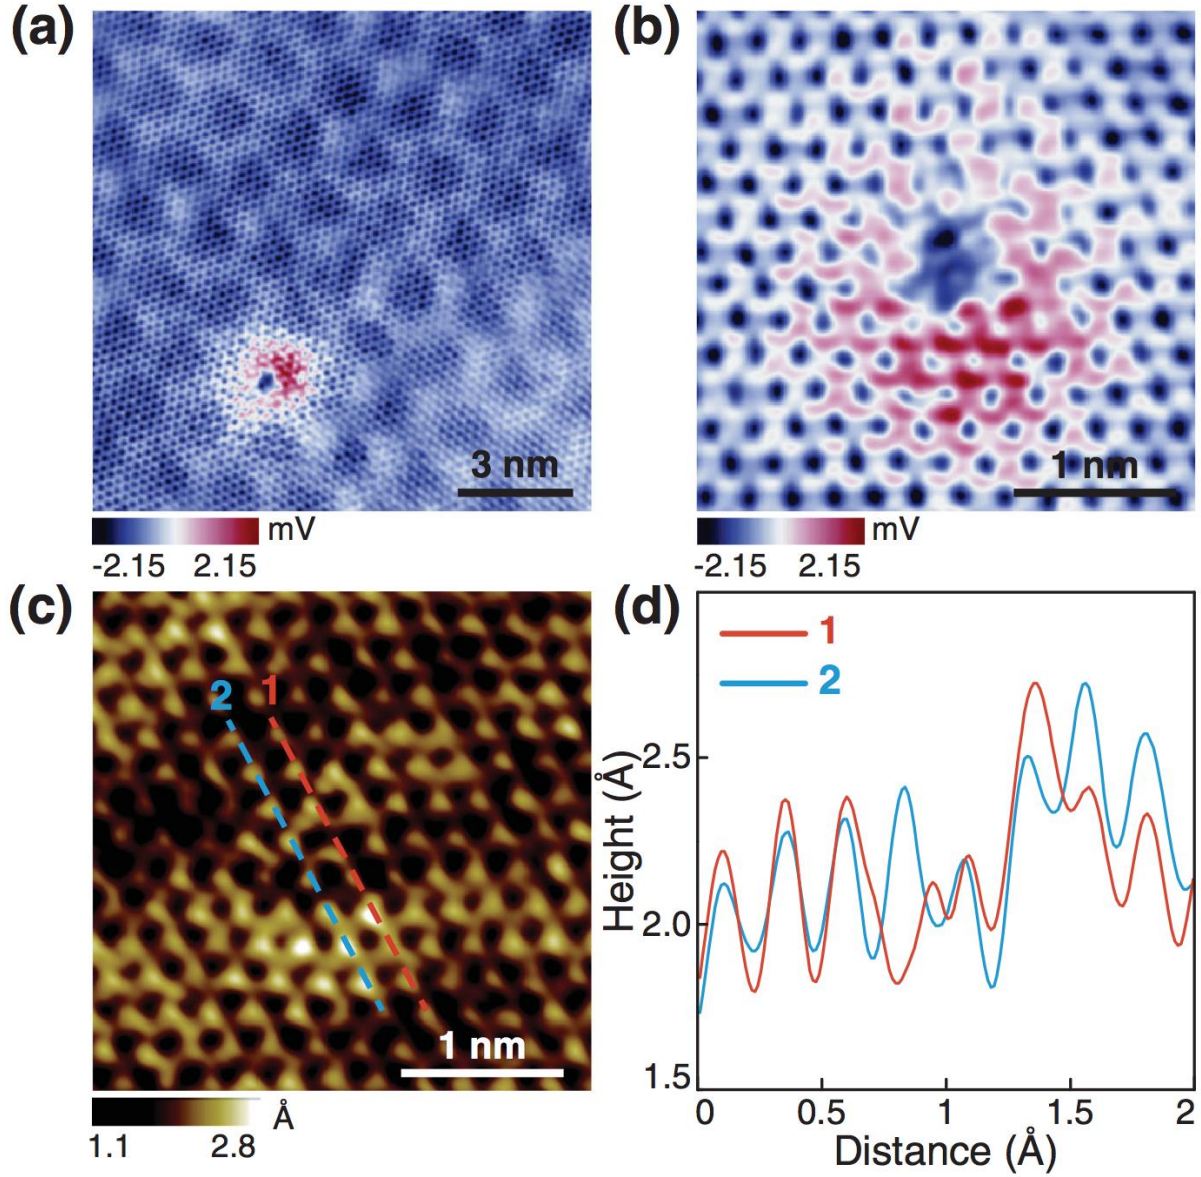 (a)
3 nm
mV
-2.15 2.15
(b)
1 nm
mV
-2.15 2.15
(c)
2 1
1 nm
Å
1.1 2.8
(d)
1
2
Height (Å)
2.5
2.0
1.5
0 0.5 1 1.5 2
Distance (Å)